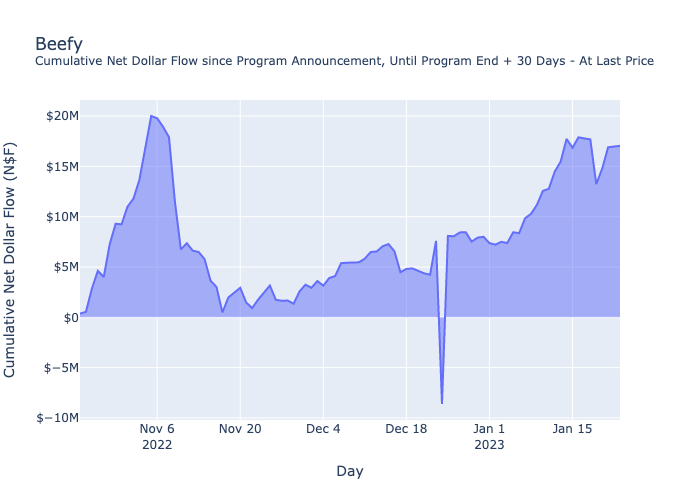 Beefy
Cumulative Net Dollar Flow since Program Announcement, Until Program End + 30 Days - At Last Price
Cumulative Net Dollar Flow (N$F)
$20M
$15M
$10M
$5M
$0
$−5M
$−10M
Nov 6
2022
Nov 20
Dec 4
Dec 18
Jan 1
2023
Jan 15
Day